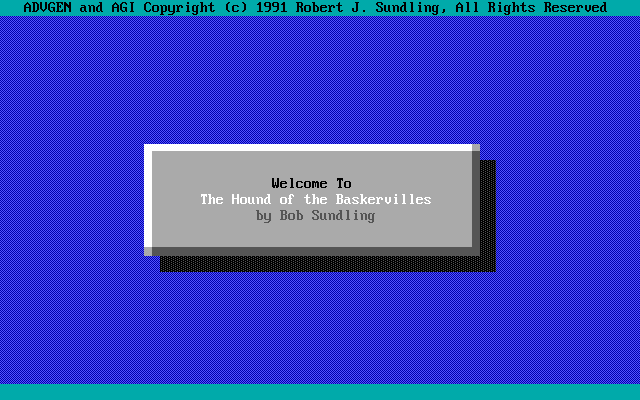 ADVGEN and AGI Copyright (c) 1991 Robert J. Sundling, All Rights Reserved
Welcome To
The Hound of the Baskervilles
by Bob Sundling